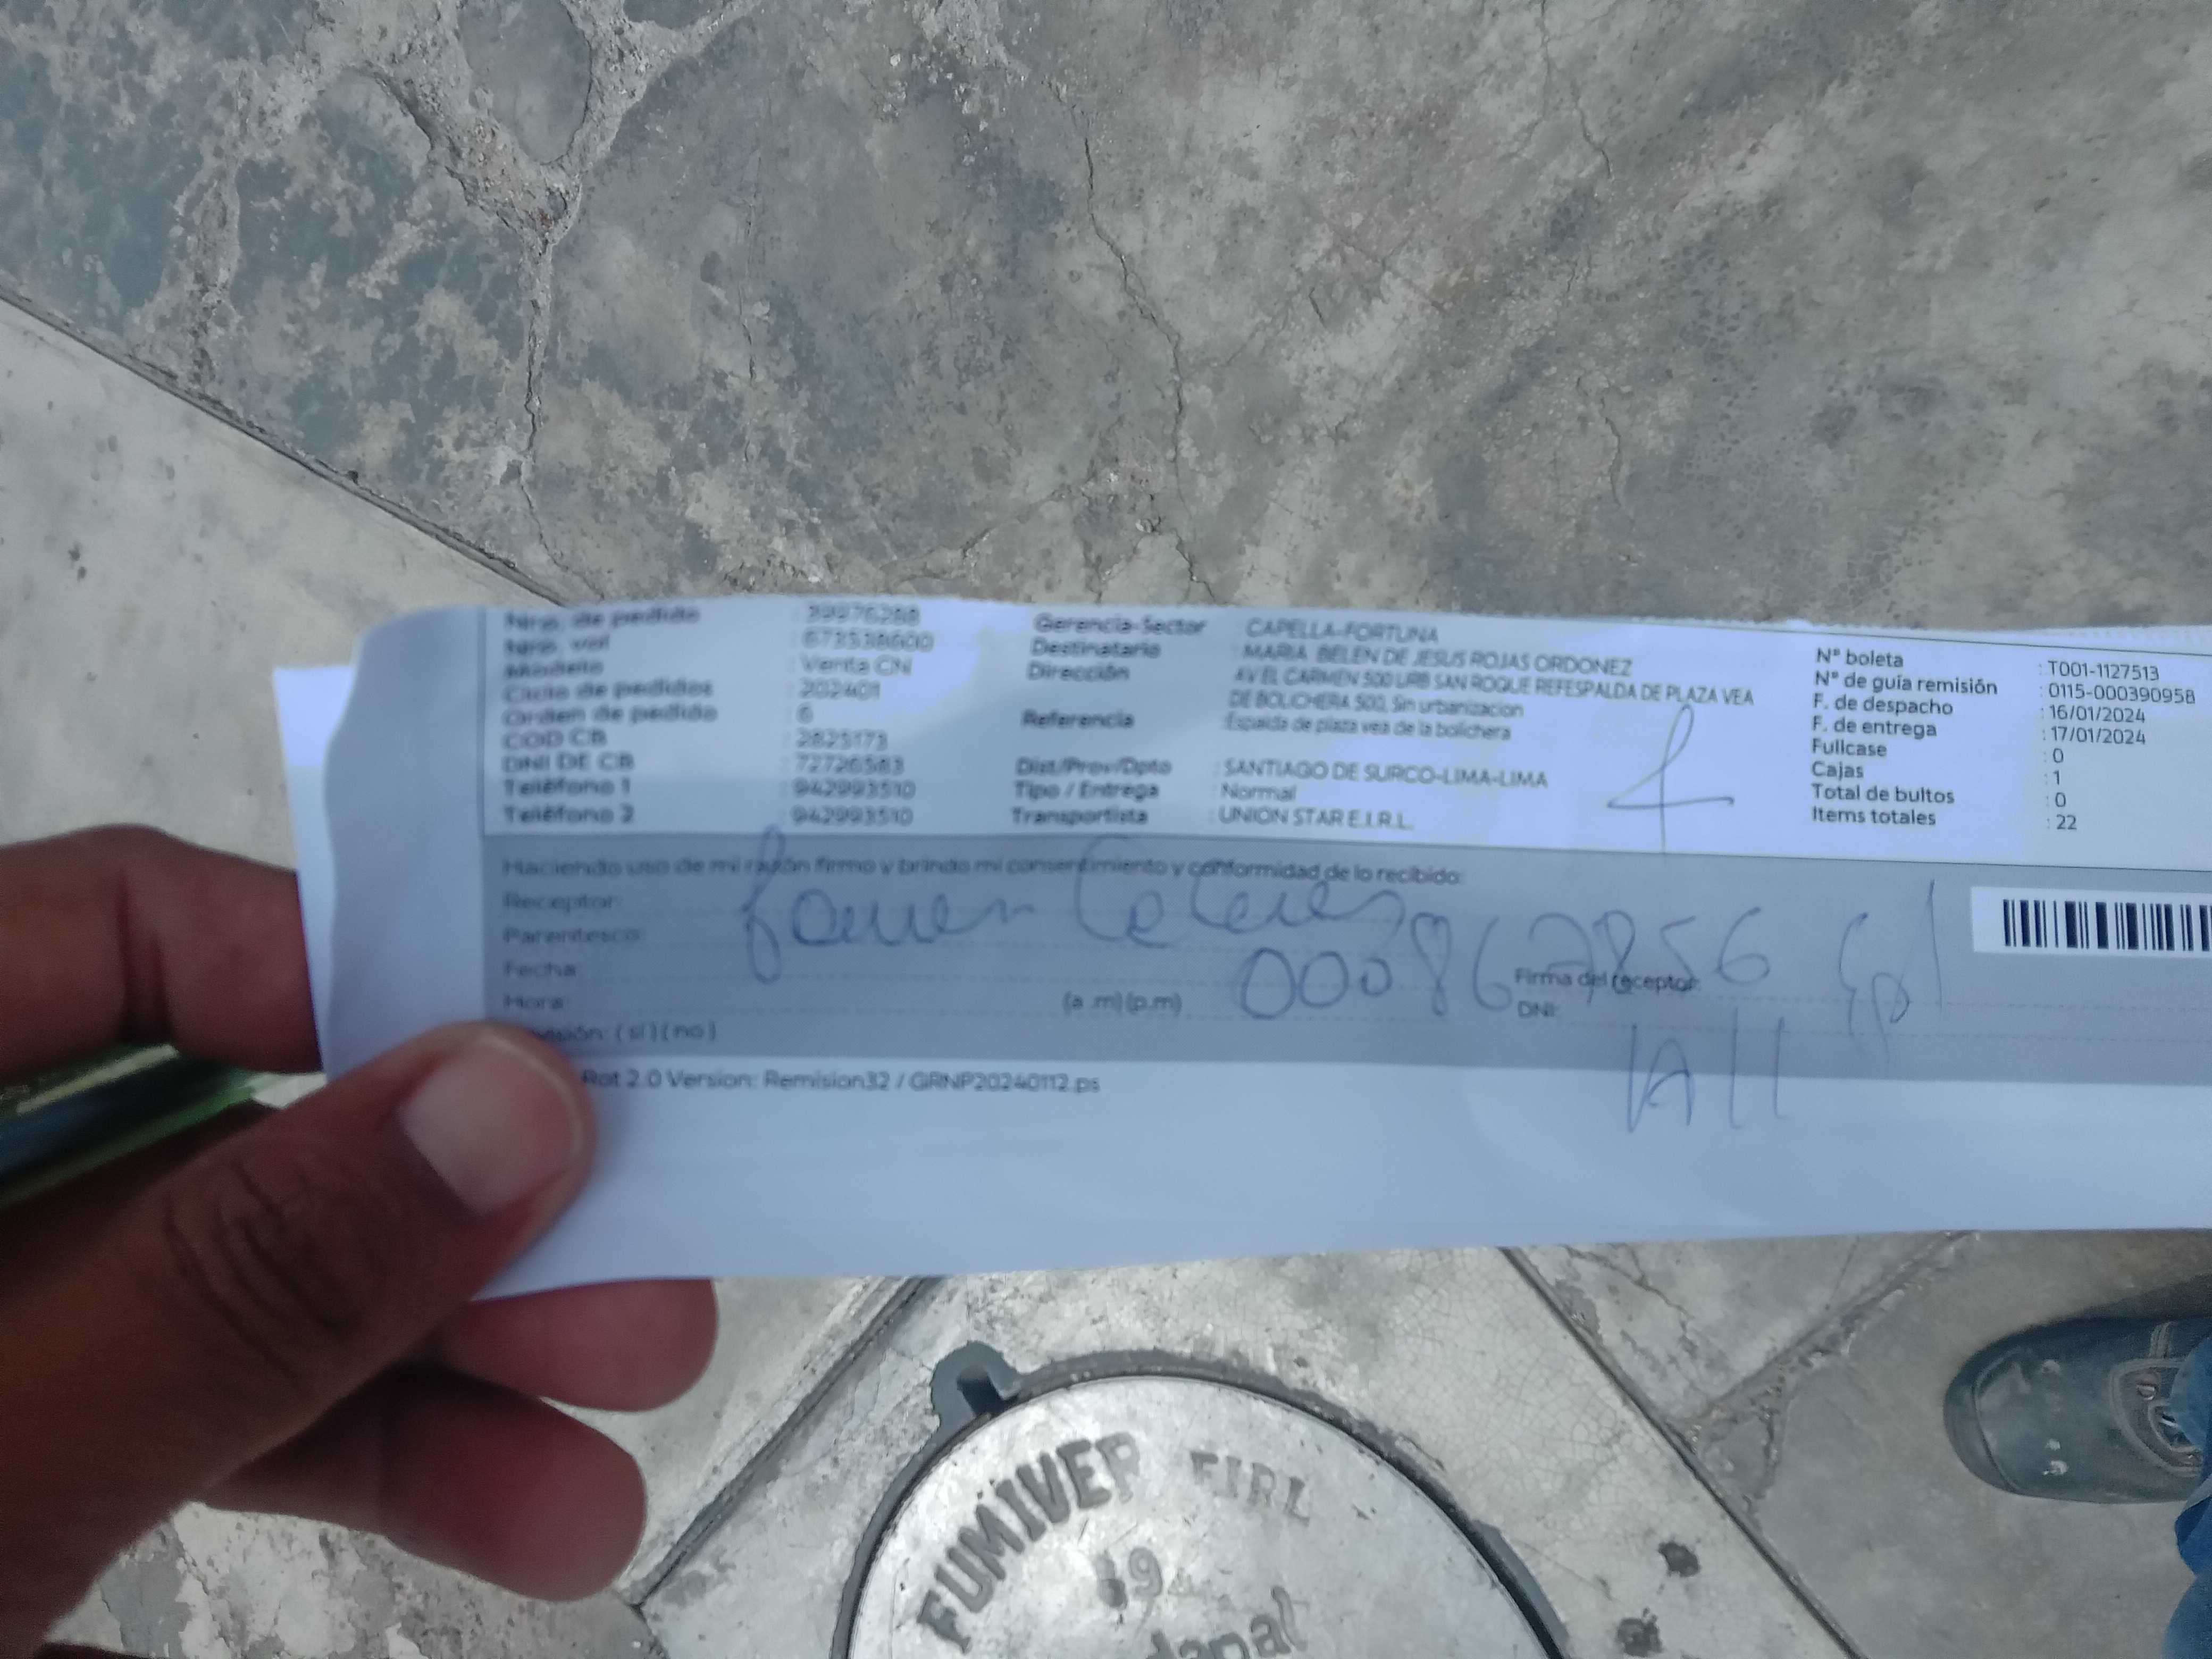 Nro. de pedido : 39976288
Nro. vol : 673538600
Modelo : Venta CN
Ciclo de pedidos : 202401
Orden de pedido : 6
COD CB : 2825173
DNI DE CB : 72726583
Teléfono 1 : 942993510
Teléfono 2 : 942993510
Gerencia-Sector : CAPELLA-FORTUNA
Destinatario : MARIA BELEN DE JESUS ROJAS ORDONEZ
Dirección : AV EL CARMEN 500 URB SAN ROQUE REFESPALDA DE PLAZA VEA
DE BOLICHERA 500, Sin urbanizacion
Referencia : Espalda de plaza vea de la bolichera
Dist/Prov/Dpto : SANTIAGO DE SURCO-LIMA-LIMA
Tipo / Entrega : Normal
Transportista : UNION STAR E.I.R.L.
N° boleta : T001-1127513
N° de guía remisión : 0115-000390958
F. de despacho : 16/01/2024
F. de entrega : 17/01/2024
Fullcase : 0
Cajas : 1
Total de bultos : 0
Items totales : 22
Haciendo uso de mi razón firmo y brindo mi consentimiento y conformidad de lo recibido:
Receptor:
Parentesco:
000867856
Fecha:
Firma del receptor:
Hora: (a .m) (p.m)
DNI:
(si) (no)
Rot 2.0 Version: Remision32 / GRNP20240112.ps
FUMIVER EIRL